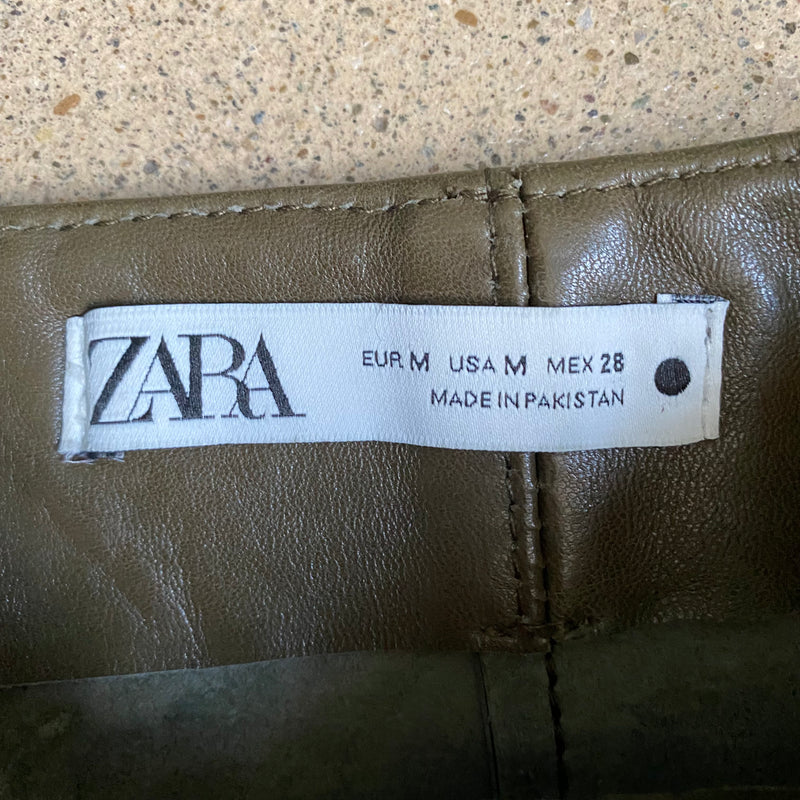 ZARA
EUR M USA M MEX 28
MADE IN PAKISTAN